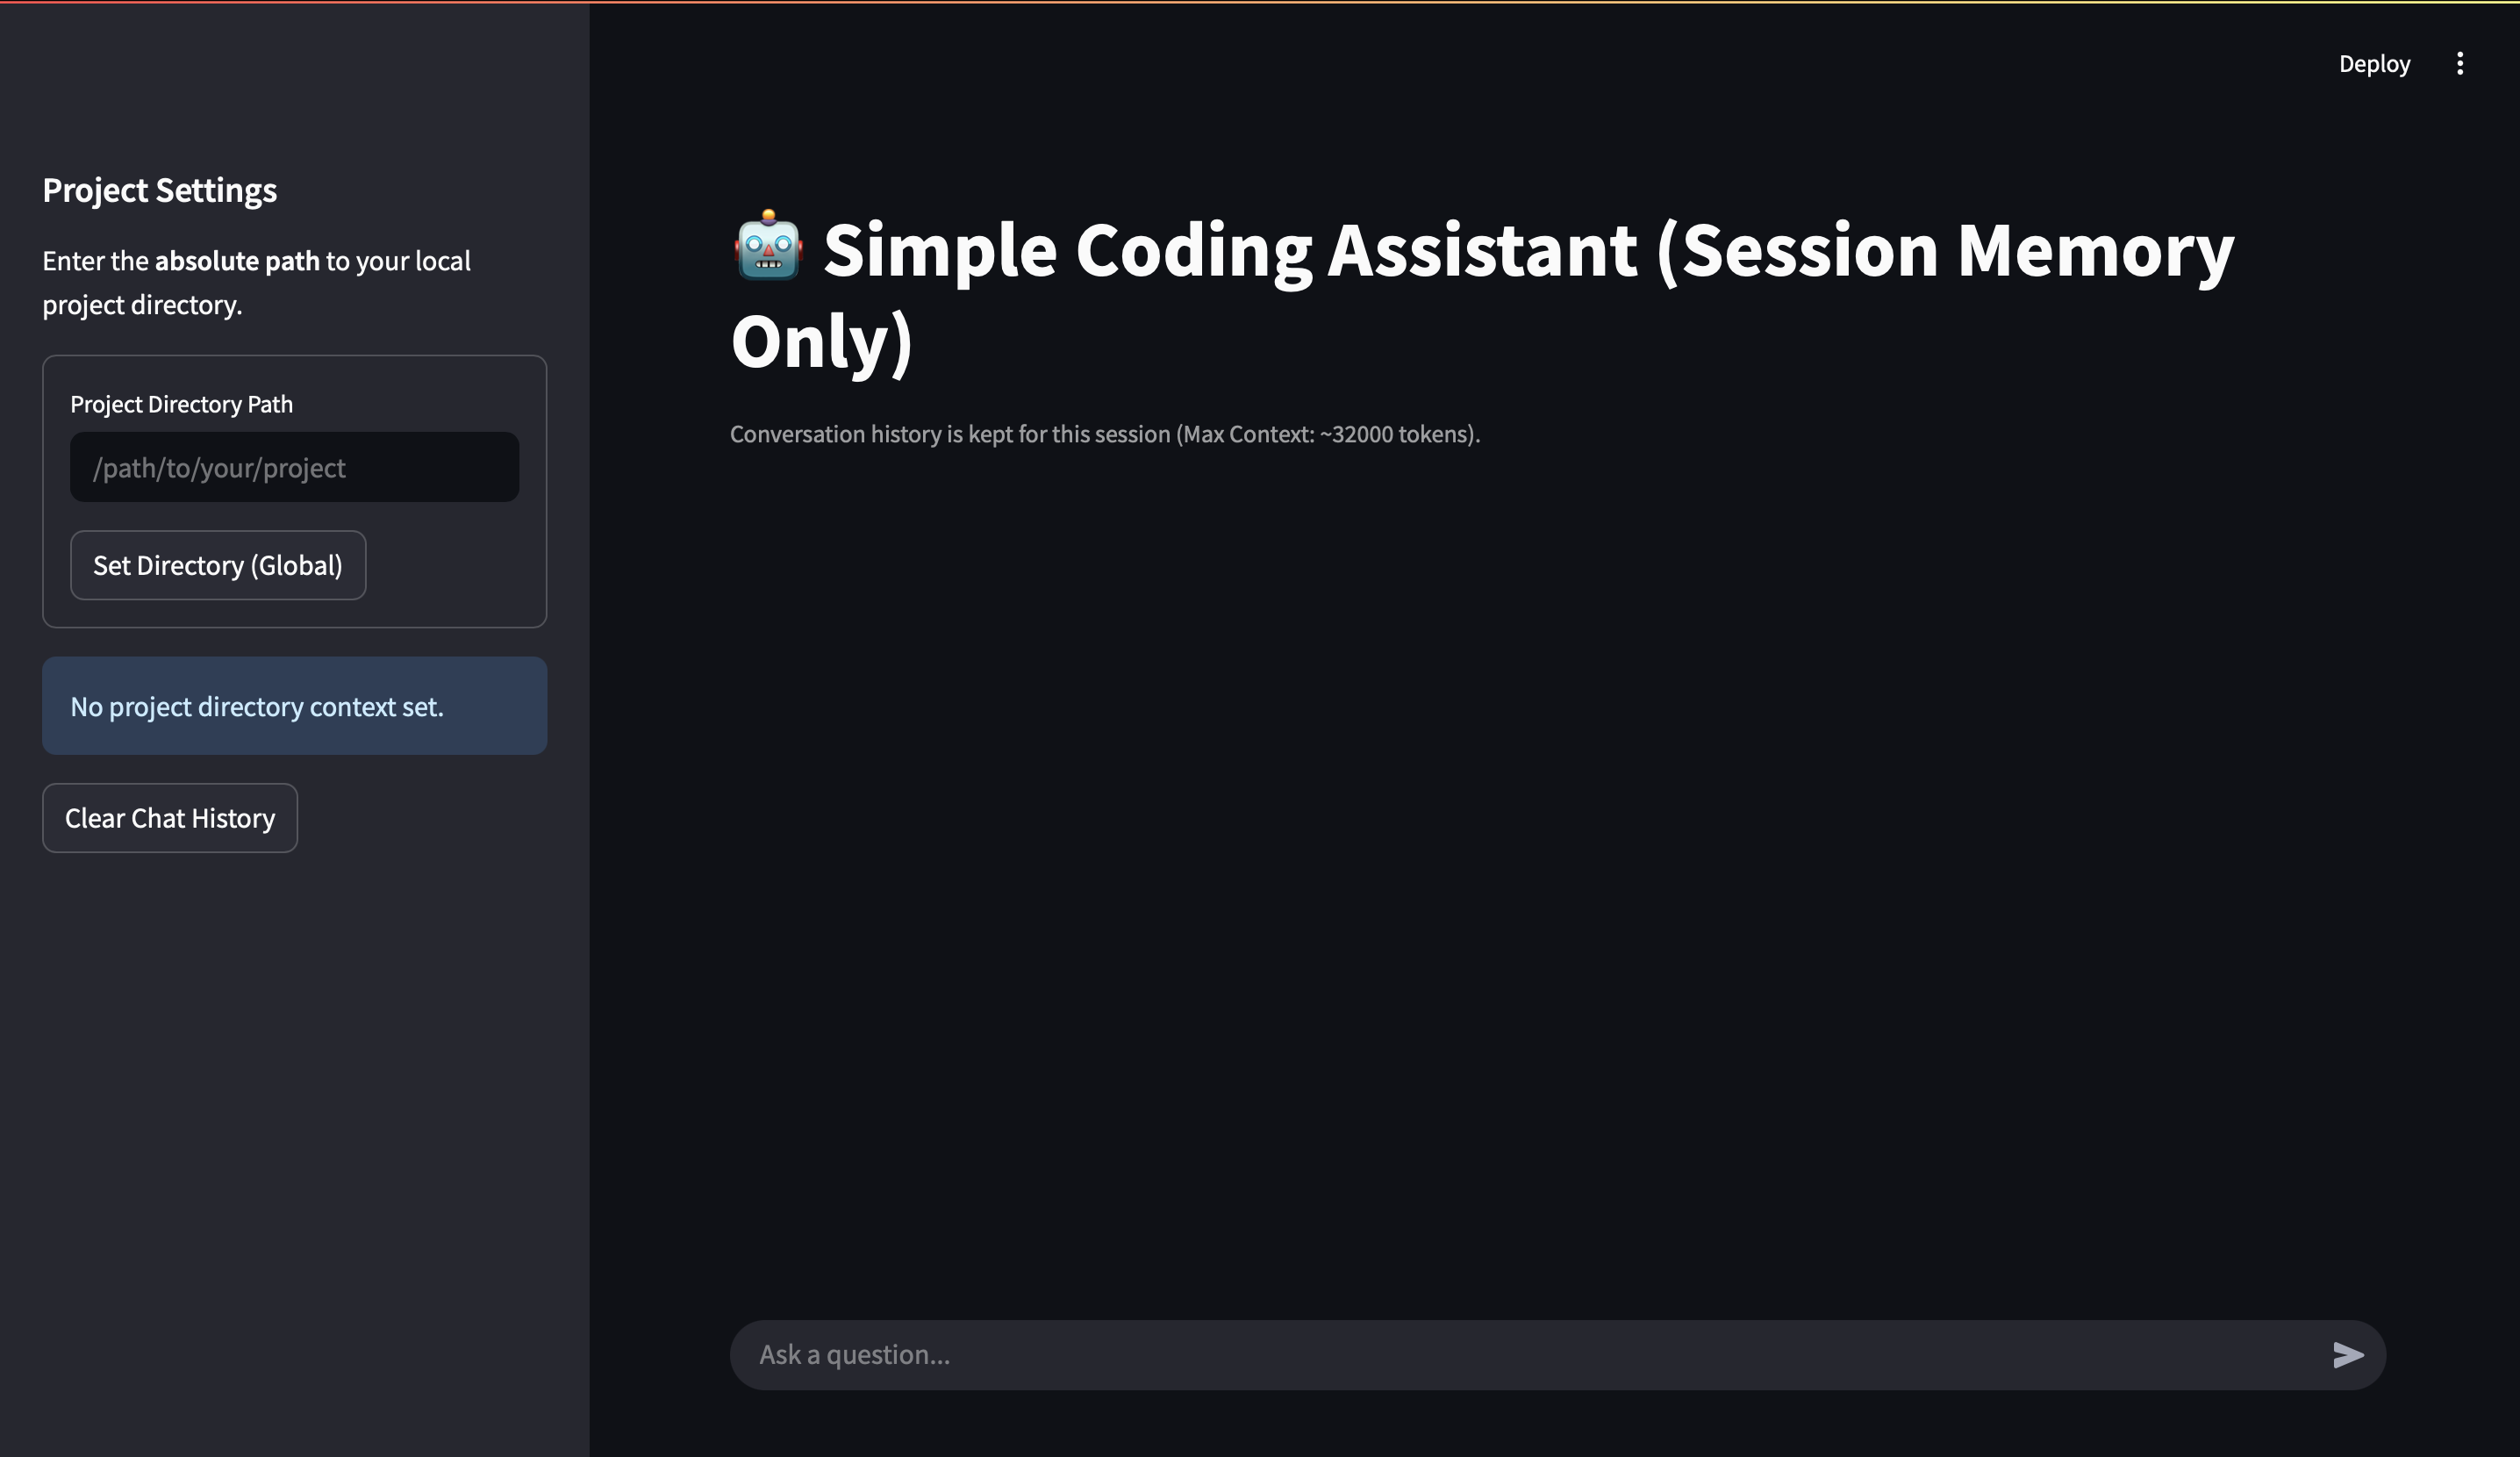 Deploy
Project Settings
Enter the absolute path to your local
project directory.
Project Directory Path
/path/to/your/project
Set Directory (Global)
No project directory context set.
Clear Chat History
🤖 Simple Coding Assistant (Session Memory
Only)
Conversation history is kept for this session (Max Context: ~32000 tokens).
Ask a question...